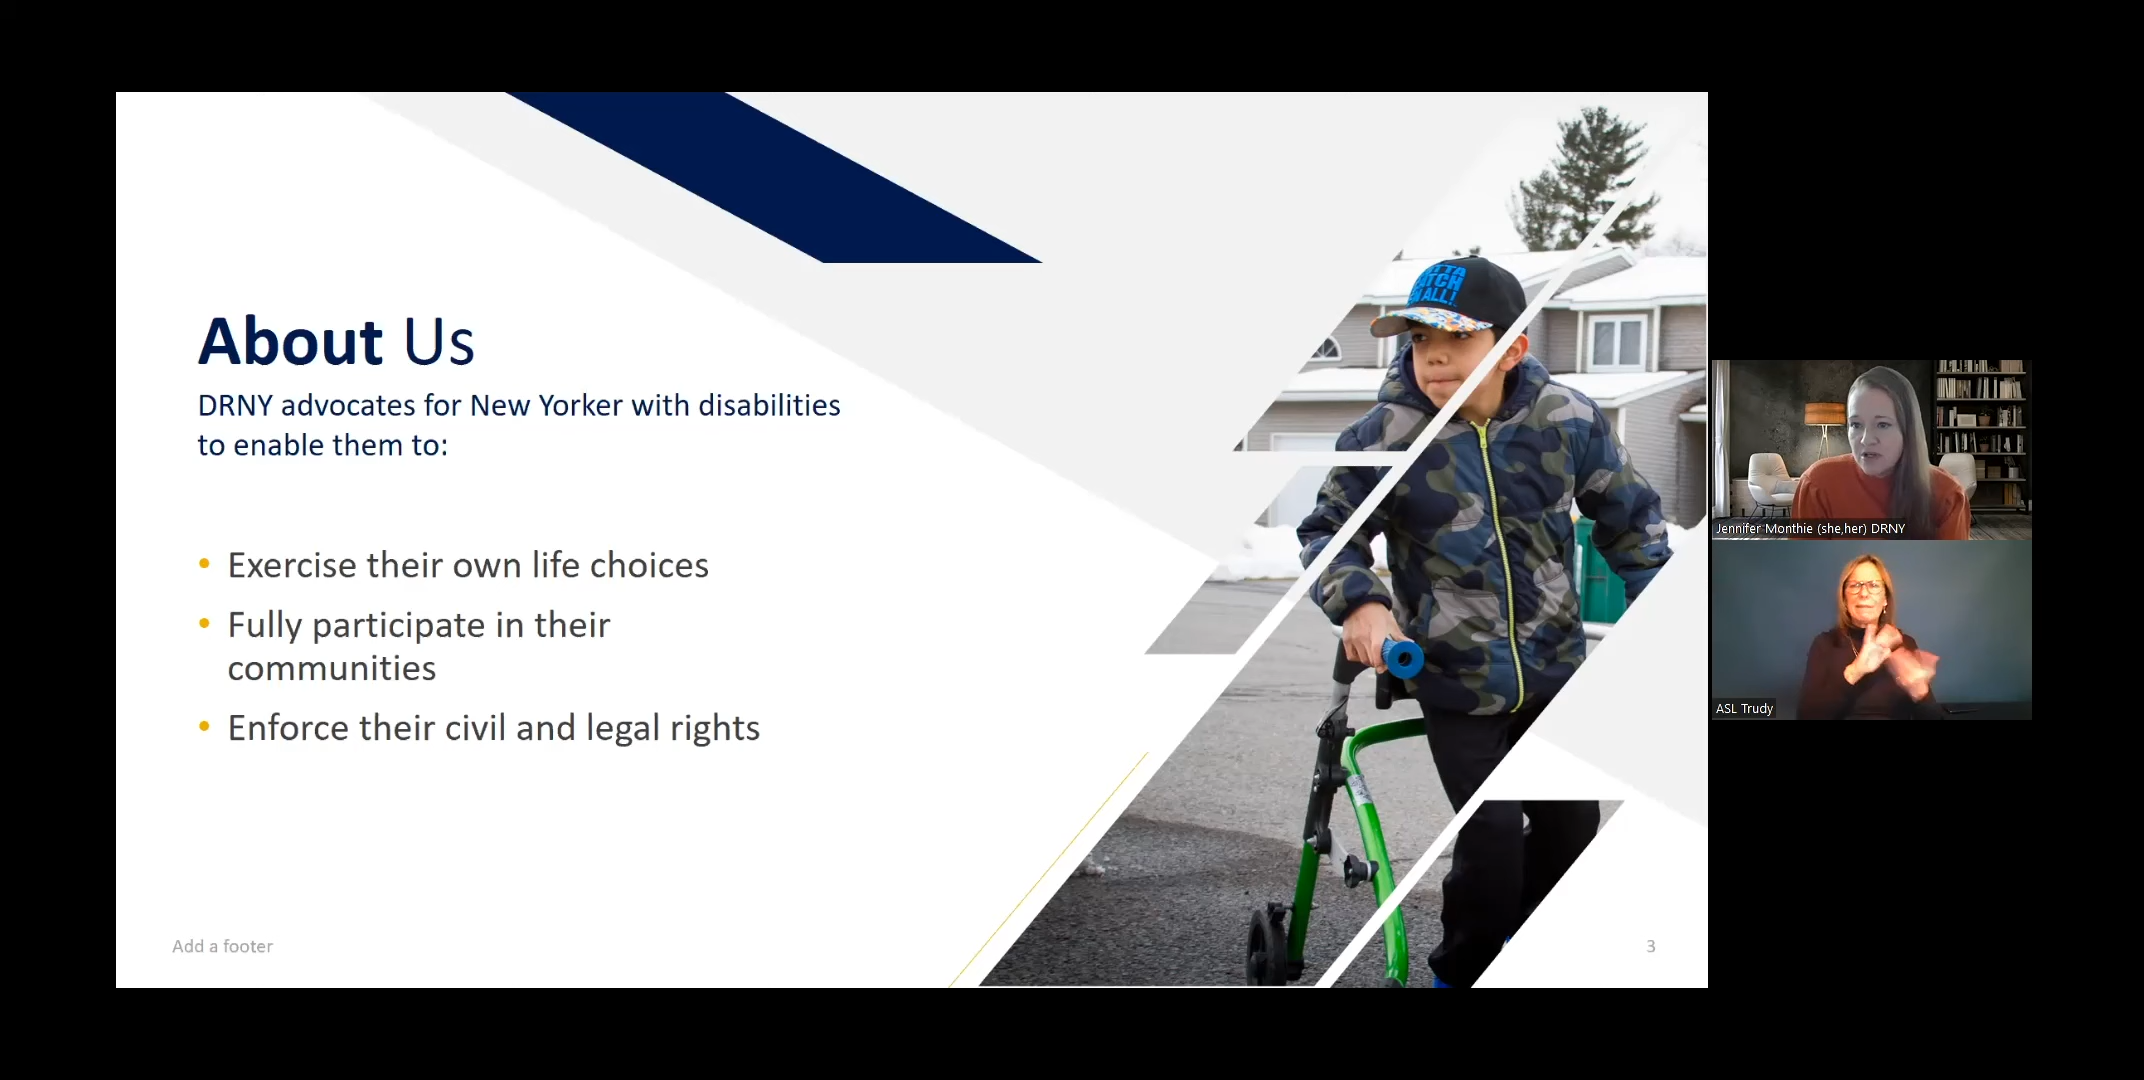 About Us
DRNY advocates for New Yorker with disabilities
to enable them to:
• Exercise their own life choices
• Fully participate in their
communities
• Enforce their civil and legal rights
Add a footer
3
ATCH
ALL!
Jennifer Monthie (she,her) DRNY
ASL Trudy